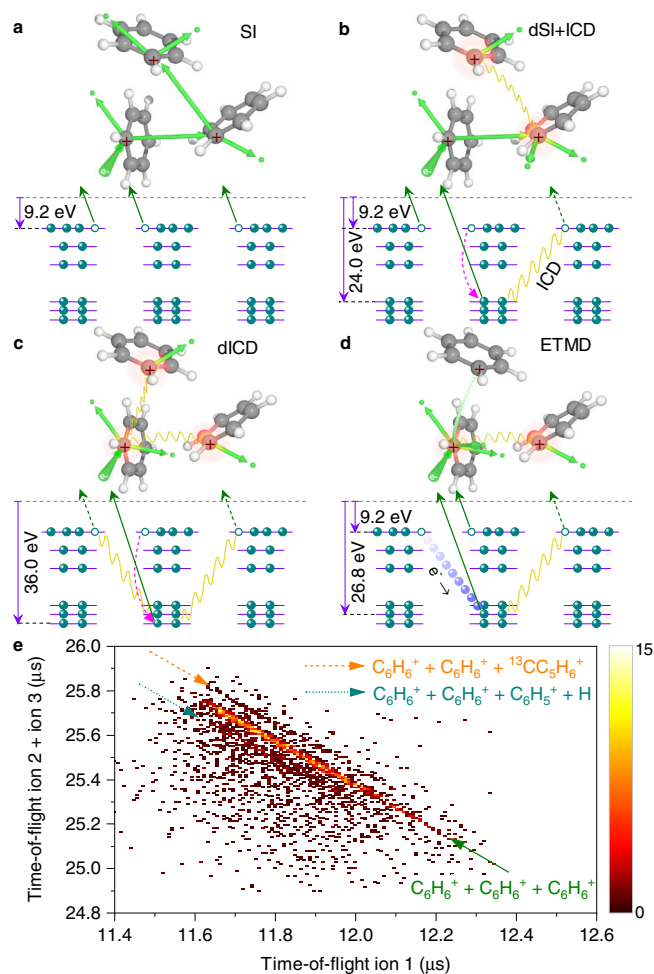 a SI
b dSI+ICD
e-
9.2 eV
9.2 eV
24.0 eV
ICD
c dICD
d ETMD
36.0 eV
9.2 eV
26.8 eV
e-
e
26.0
25.8
25.6
25.4
25.2
25.0
24.8
Time-of-flight ion 2 + ion 3 (μs)
C₆H₆⁺ + C₆H₆⁺ + ¹³CC₅H₆⁺
C₆H₆⁺ + C₆H₆⁺ + C₆H₅⁺ + H
C₆H₆⁺ + C₆H₆⁺ + C₆H₆⁺
15
0
11.4 11.6 11.8 12.0 12.2 12.4 12.6
Time-of-flight ion 1 (μs)